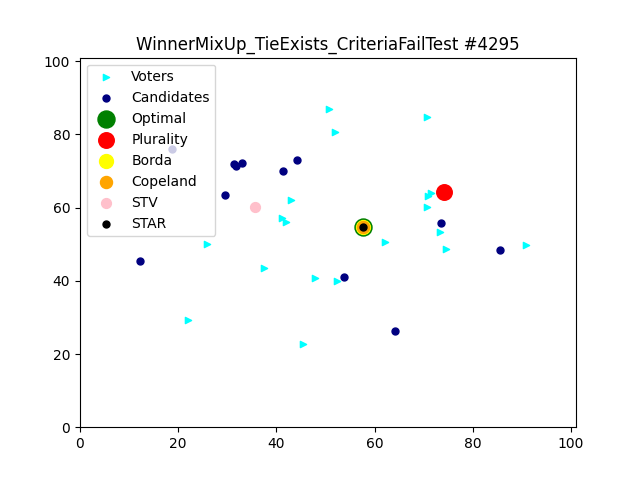 WinnerMixUp_TieExists_CriteriaFailTest #4295
100
80
60
40
20
0
Voters
Candidates
Optimal
Plurality
Borda
Copeland
STV
STAR
0 20 40 60 80 100